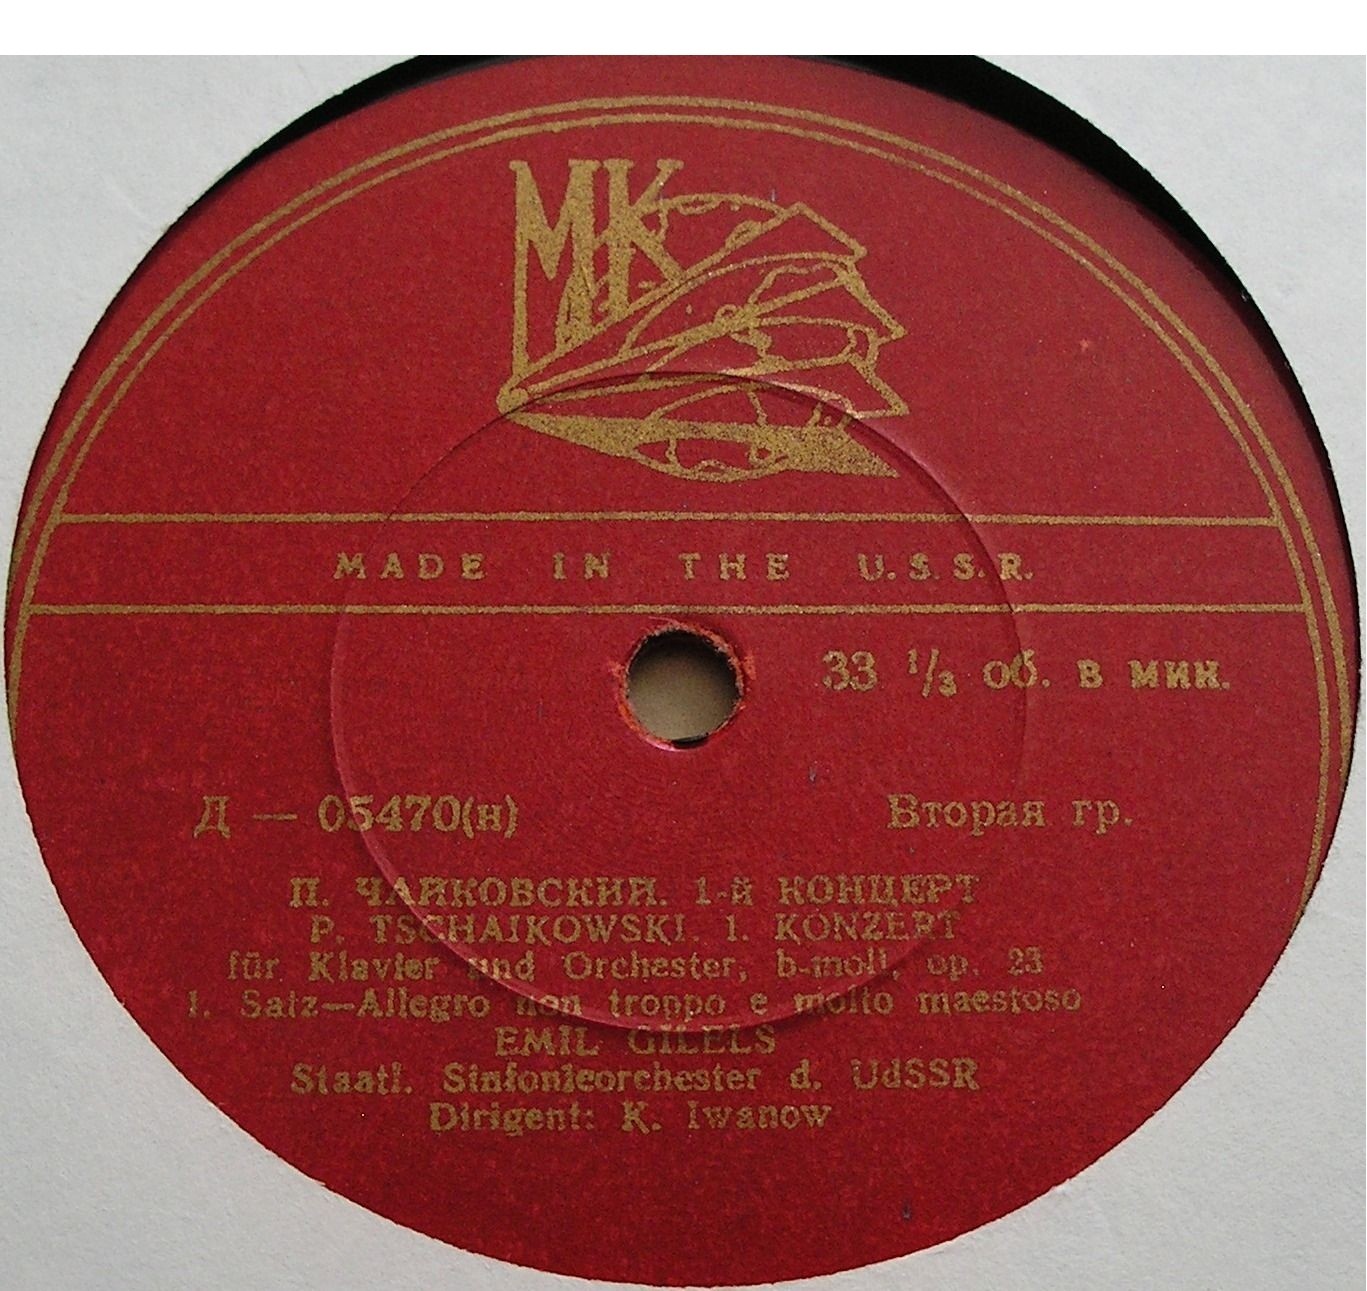 МК
MADE IN THE U.S.S.R.
33 ⅓ об. в мин.
Д — 05470(н) Вторая гр.
П. ЧАЙКОВСКИЙ. 1-й КОНЦЕРТ
P. TSCHAIKOWSKI. 1. KONZERT
für Klavier und Orchester, b-moll, op. 23
1. Satz—Allegro non troppo e molto maestoso
EMIL GILELS
Staatl. Sinfonieorchester d. UdSSR
Dirigent: K. Iwanow